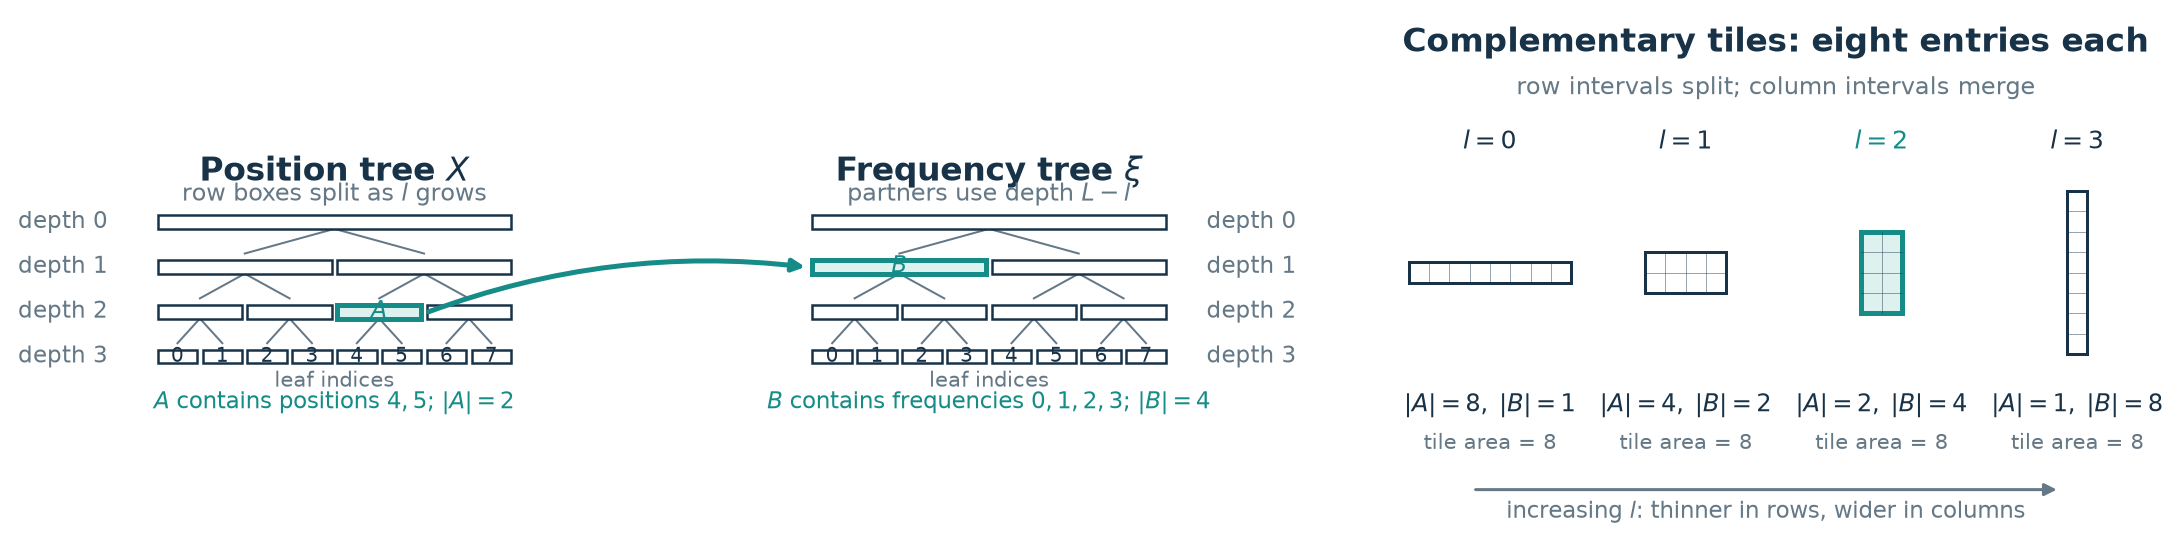 Position tree X
row boxes split as l grows
depth 0
depth 1
depth 2
depth 3
A
0 1 2 3 4 5 6 7
leaf indices
A contains positions 4, 5; |A| = 2
Frequency tree ξ
partners use depth L − l
depth 0
depth 1
depth 2
depth 3
B
0 1 2 3 4 5 6 7
leaf indices
B contains frequencies 0, 1, 2, 3; |B| = 4
Complementary tiles: eight entries each
row intervals split; column intervals merge
l = 0 l = 1 l = 2 l = 3
|A| = 8, |B| = 1 |A| = 4, |B| = 2 |A| = 2, |B| = 4 |A| = 1, |B| = 8
tile area = 8 tile area = 8 tile area = 8 tile area = 8
increasing l: thinner in rows, wider in columns